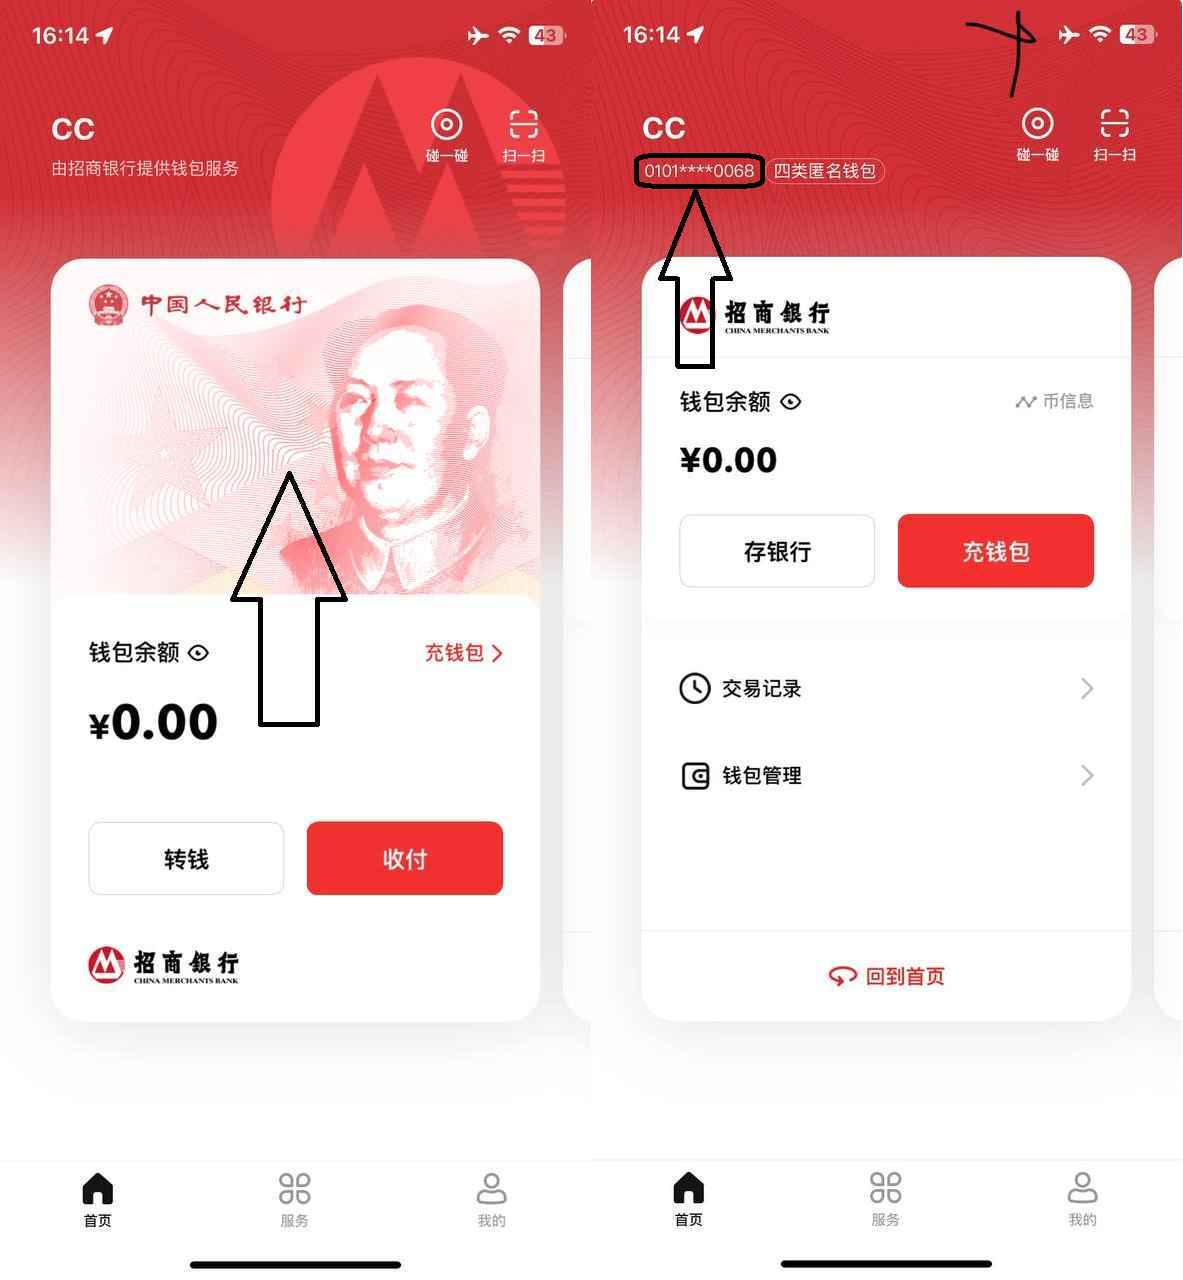 16:14
43
CC
碰一碰
扫一扫
由招商银行提供钱包服务
中国人民银行
钱包余额
充钱包
¥0.00
转钱
收付
招商银行
CHINA MERCHANTS BANK
首页
服务
我的
16:14
43
CC
碰一碰
扫一扫
0101****0068
四类匿名钱包
招商银行
CHINA MERCHANTS BANK
钱包余额
币信息
¥0.00
存银行
充钱包
交易记录
钱包管理
回到首页
首页
服务
我的